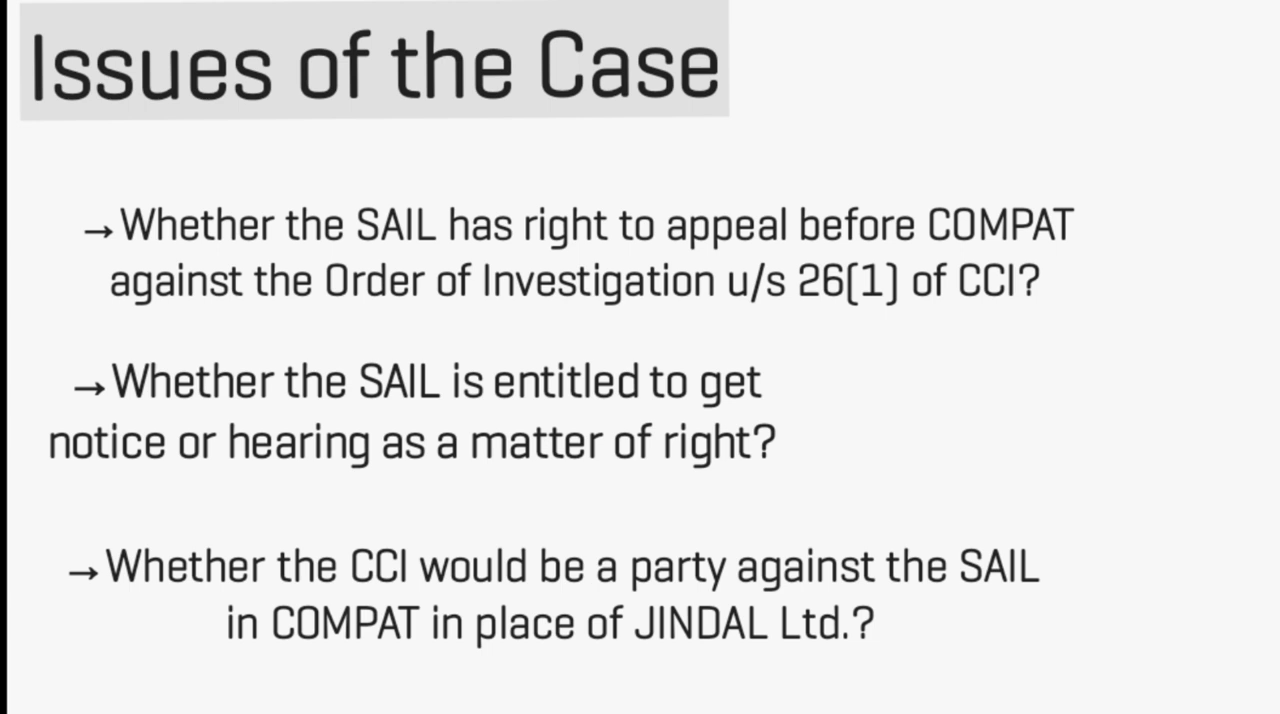 Issues of the Case
→Whether the SAIL has right to appeal before COMPAT
against the Order of Investigation u/s 26(1) of CCI?
→Whether the SAIL is entitled to get
notice or hearing as a matter of right?
→Whether the CCI would be a party against the SAIL
in COMPAT in place of JINDAL Ltd.?